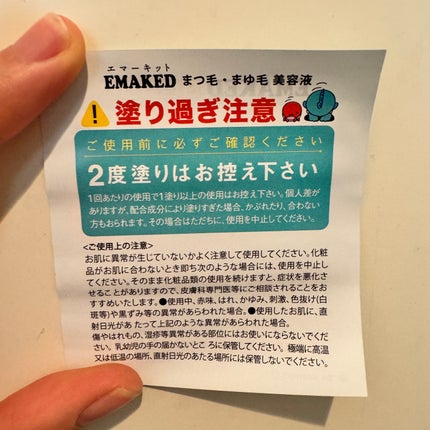 エマーキット
EMAKED まつ毛・まゆ毛 美容液
塗り過ぎ注意
ご使用前に必ずご確認ください
2度塗りはお控え下さい
1回あたりの使用で1塗り以上の使用はお控え下さい。個人差が
ありますが、配合成分により塗りすぎた場合、かぶれたり、合わない
方もおられます。その場合はただちに、使用を中止してください。
<ご使用上の注意>
お肌に異常が生じていないかよく注意して使用してください。化粧
品がお肌に合わないとき即ち次のような場合には、使用を中止し
てください。そのまま化粧品類の使用を続けますと、症状を悪化さ
せることがありますので、皮膚科専門医等にご相談されることをお
すすめいたします。●使用中、赤味、はれ、かゆみ、刺激、色抜け(白
斑等)や黒ずみ等の異常があらわれた場合。●使用したお肌に、直
射日光が あたって上記のような異常があらわれた場合。
傷やはれもの、湿疹等異常がある部位にはお使いにならないでくだ
さい。乳幼児の手の届かないところに保管してください。極端に高温
又は低温の場所、直射日光のあたる場所には保管しないでください。